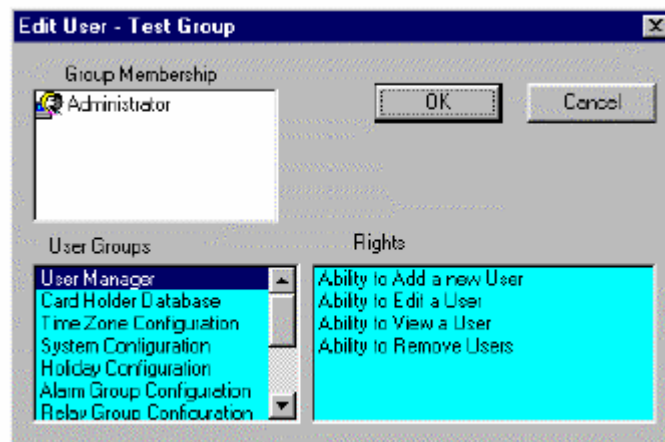 Edit User - Test Group
Group Membership
Administrator
OK
Cancel
User Groups
User Manager
Card Holder Database
Time Zone Configuration
System Configuration
Holiday Configuration
Alarm Group Configuration
Relay Group Configuration
Rights
Ability to Add a new User
Ability to Edit a User
Ability to View a User
Ability to Remove Users